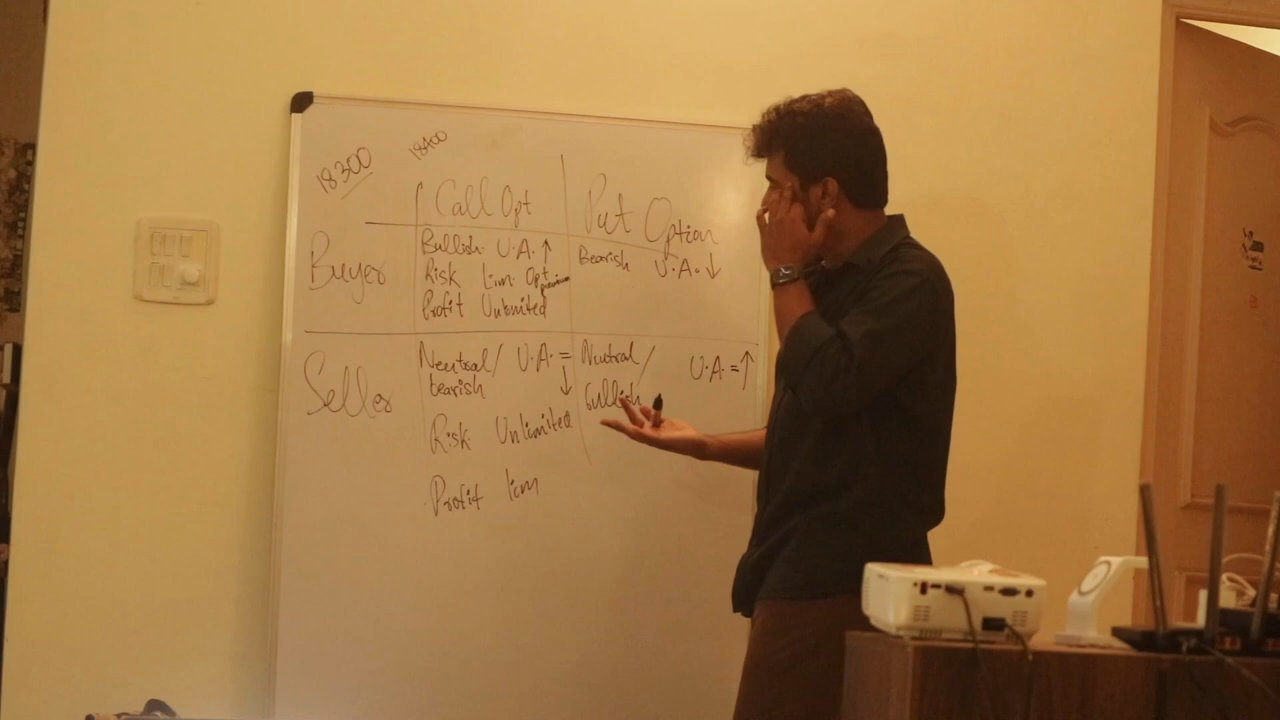 18300
18400
Call Opt
Put Option
Buyer
Bullish U.A. ↑
Risk Lim. Opt premium
Profit Unlimited
Bearish U.A. ↓
Seller
Neutral/ U.A. =
bearish ↓
Risk Unlimited
Profit lim
Neutral/ U.A. = ↑
bullish